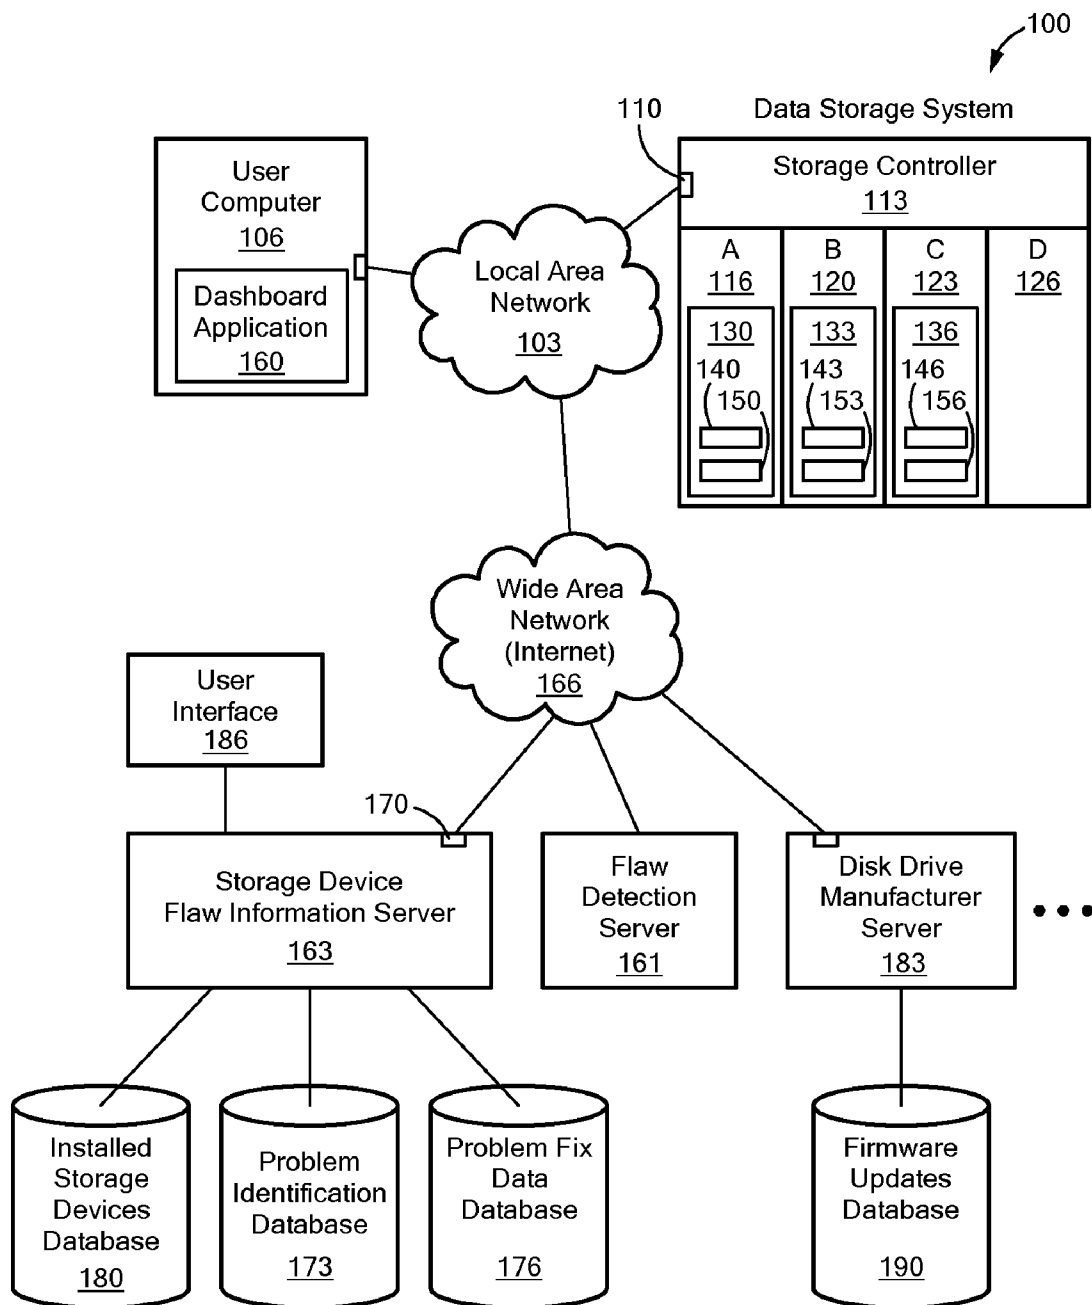 100
Data Storage System
110
User
Computer
106
Dashboard
Application
160
Local Area
Network
103
Storage Controller
113
A
116
B
120
C
123
D
126
130
133
136
140
150
143
153
146
156
Wide Area
Network
(Internet)
166
User
Interface
186
170
Storage Device
Flaw Information Server
163
Flaw
Detection
Server
161
Disk Drive
Manufacturer
Server
183
Installed
Storage
Devices
Database
180
Problem
Identification
Database
173
Problem Fix
Data
Database
176
Firmware
Updates
Database
190